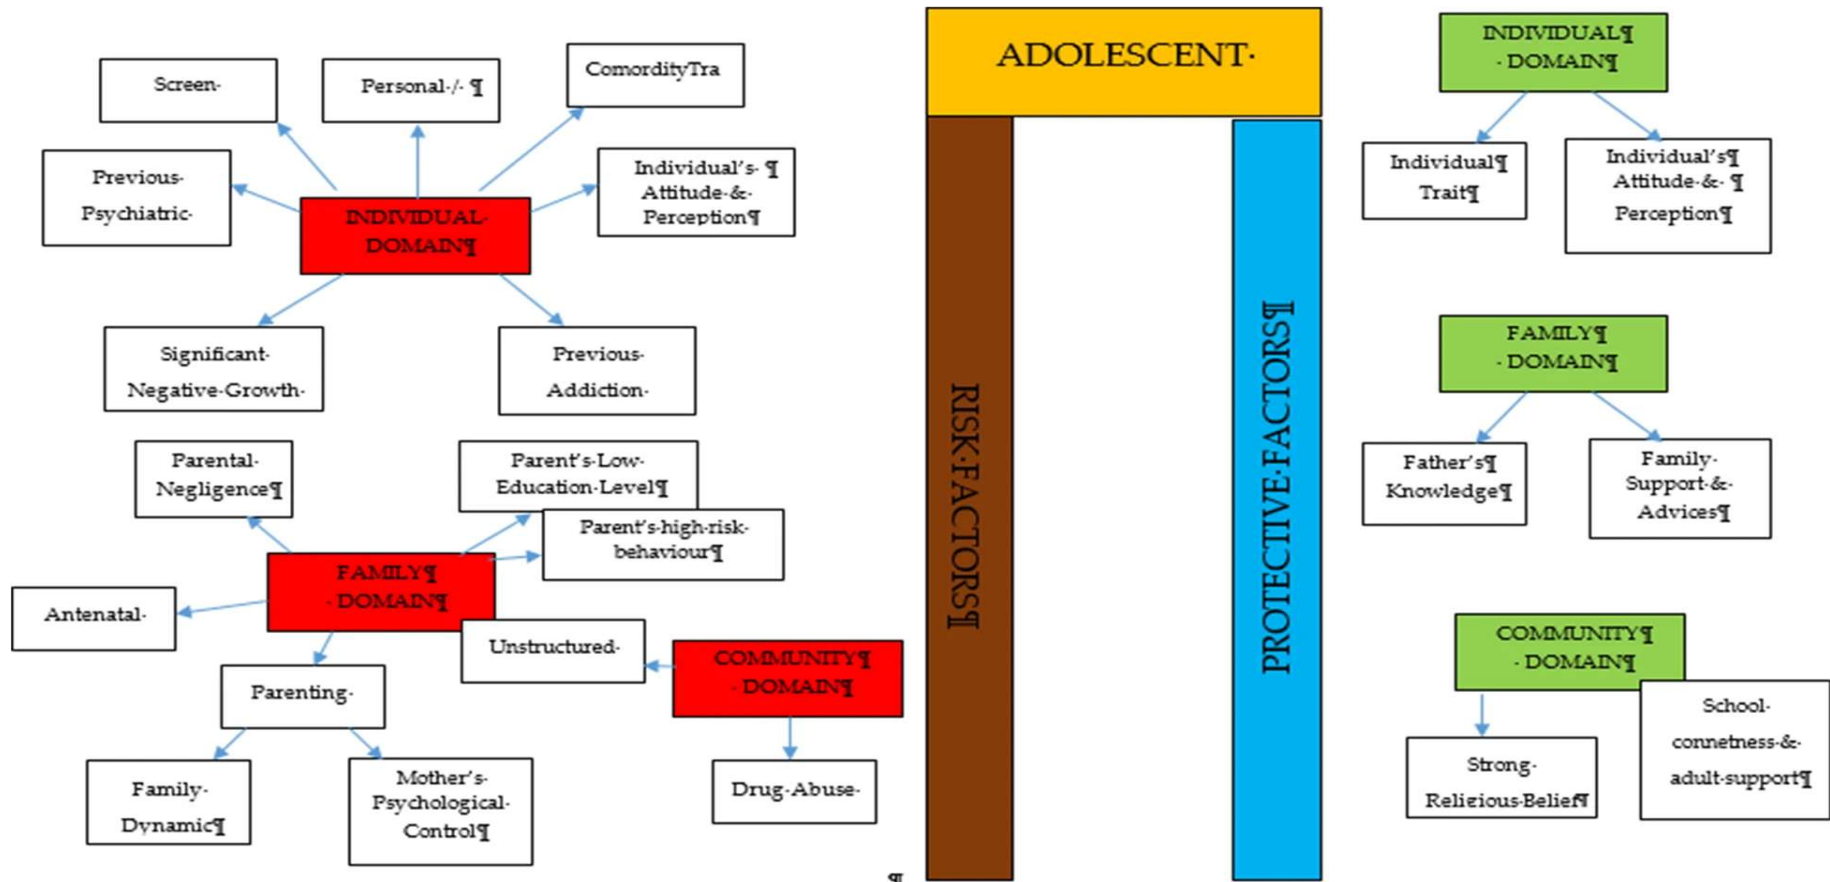 Screen·
Personal·/·¶
ComordityTra
Previous·
Psychiatric·
Individual's·¶
Attitude·&·
Perception¶
INDIVIDUAL·
DOMAIN¶
Significant·
Negative·Growth·
Previous·
Addiction·
Parental·
Negligence¶
Parent's·Low·
Education·Level¶
Parent's·high·risk·
behaviour¶
FAMILY¶
·DOMAIN¶
Antenatal·
Unstructured·
COMMUNITY¶
·DOMAIN¶
Parenting·
Family·
Dynamic¶
Mother's·
Psychological·
Control¶
Drug·Abuse·
¶
ADOLESCENT·
RISK·FACTORS¶
PROTECTIVE·FACTORS¶
INDIVIDUAL¶
·DOMAIN¶
Individual¶
Trait¶
Individual's¶
Attitude·&·¶
Perception¶
FAMILY¶
·DOMAIN¶
Father's¶
Knowledge¶
Family·
Support·&·
Advices¶
COMMUNITY¶
·DOMAIN¶
Strong·
Religious·Belief¶
School·
connetness·&·
adult·support¶